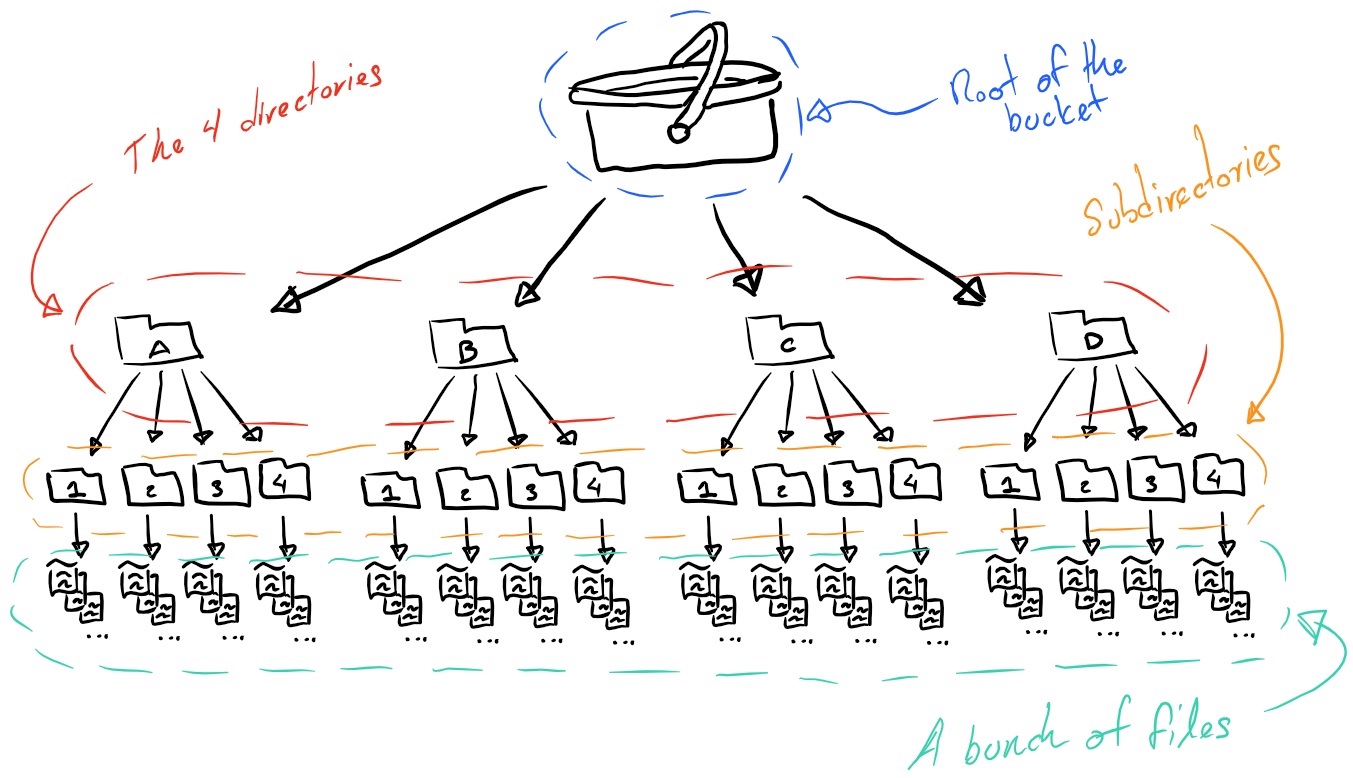 Root of the
bucket
The 4 directories
Subdirectories
A B C D
1 2 3 4 1 2 3 4 1 2 3 4 1 2 3 4
... ... ... ... ... ... ... ... ... ... ... ... ... ... ... ...
A bunch of files